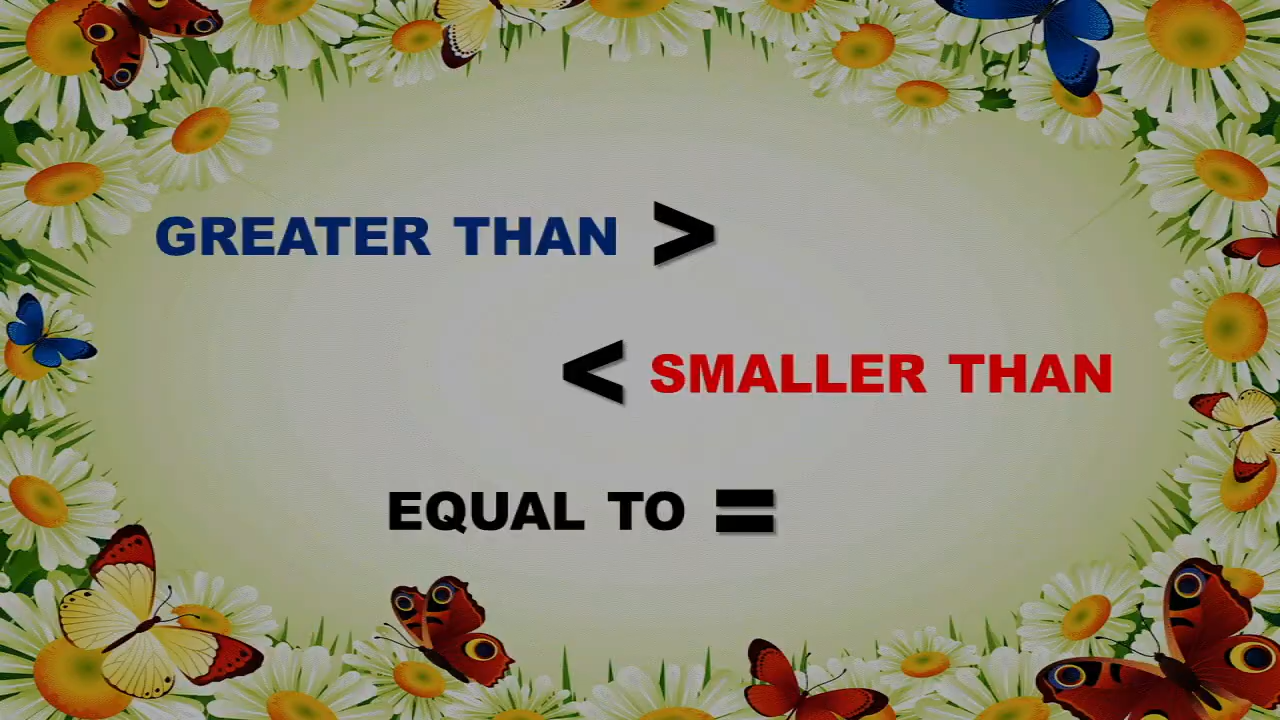 GREATER THAN >
< SMALLER THAN
EQUAL TO =